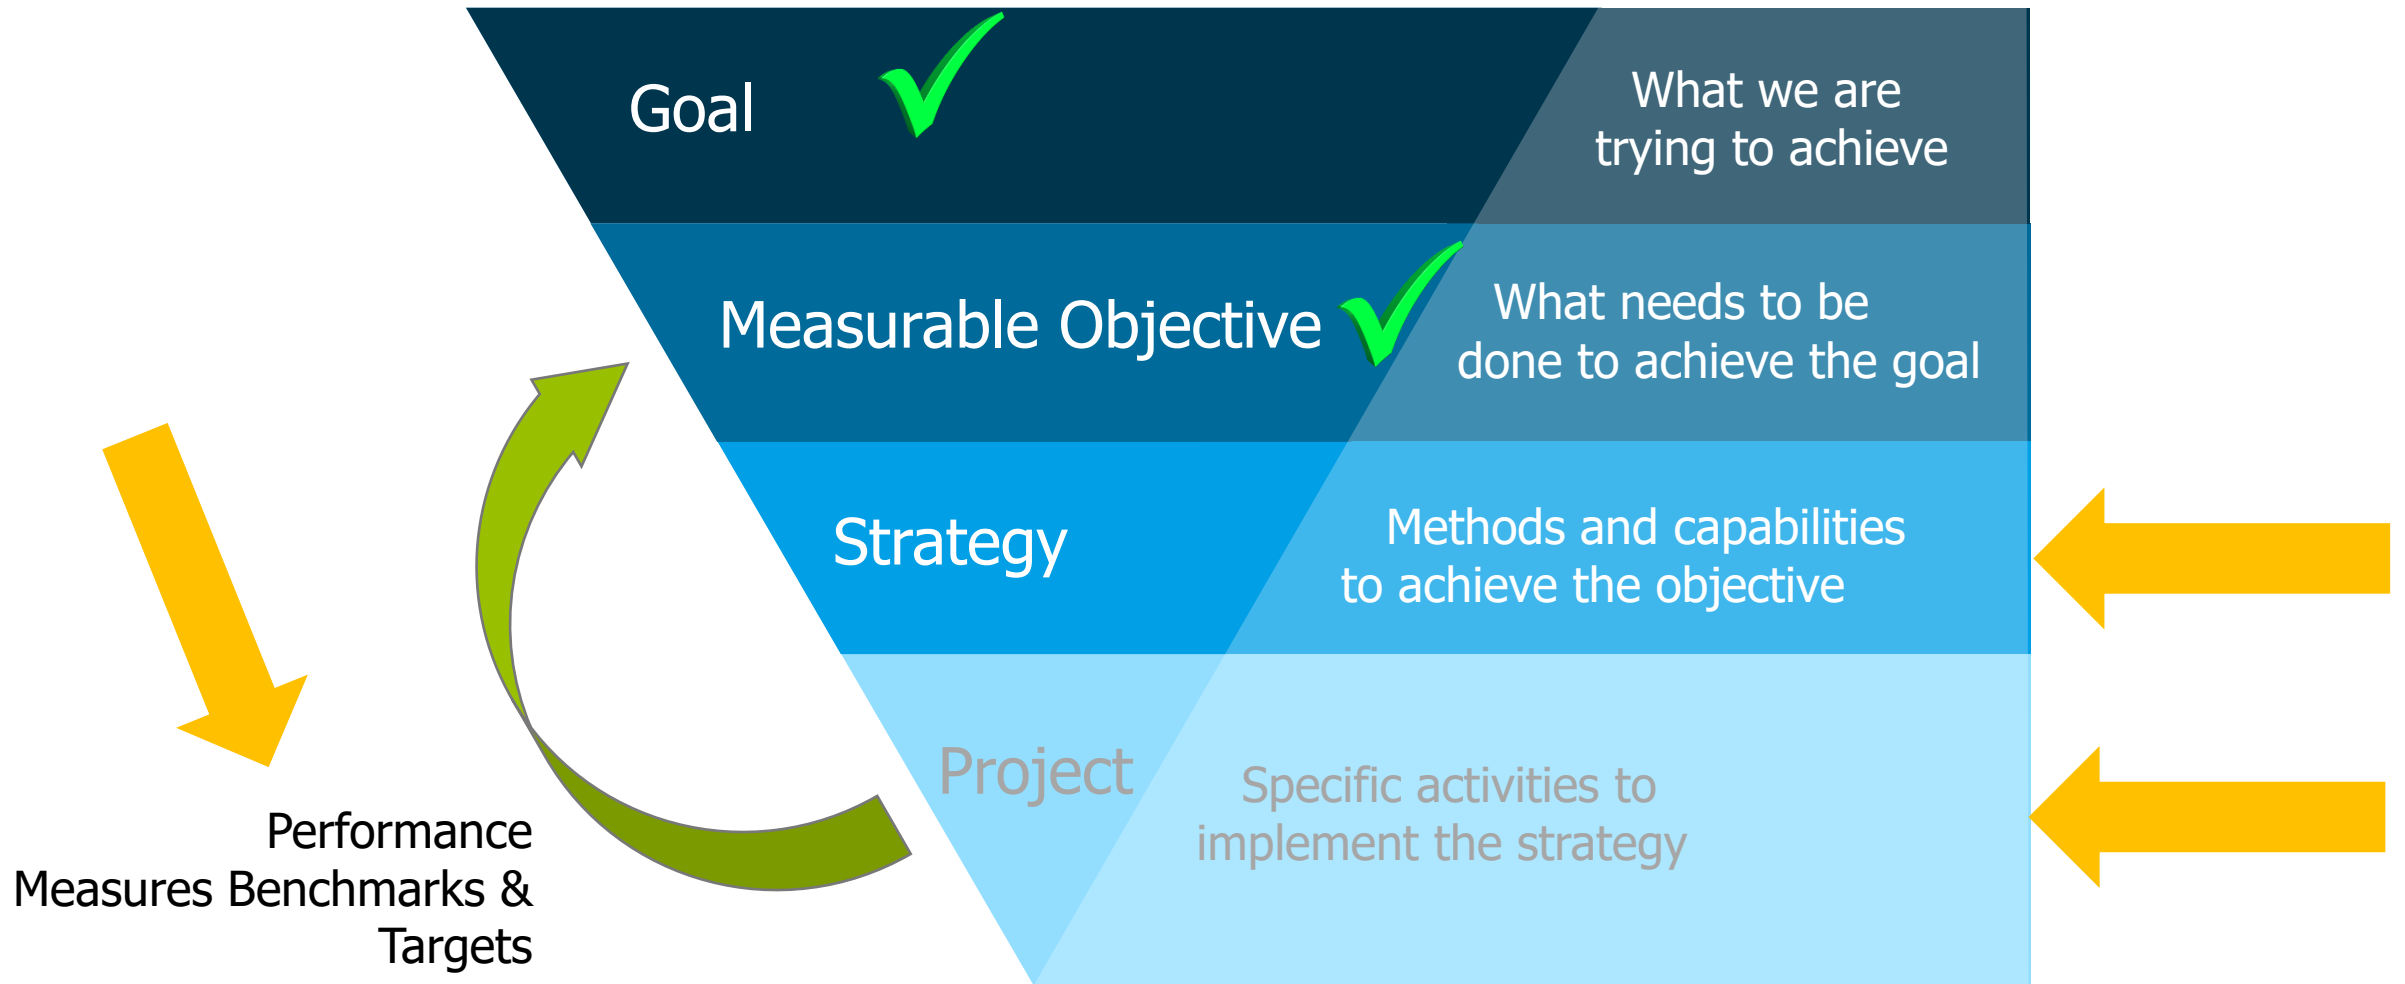 Goal
What we are
trying to achieve
Measurable Objective
What needs to be
done to achieve the goal
Strategy
Methods and capabilities
to achieve the objective
Project
Specific activities to
implement the strategy
Performance
Measures Benchmarks &
Targets